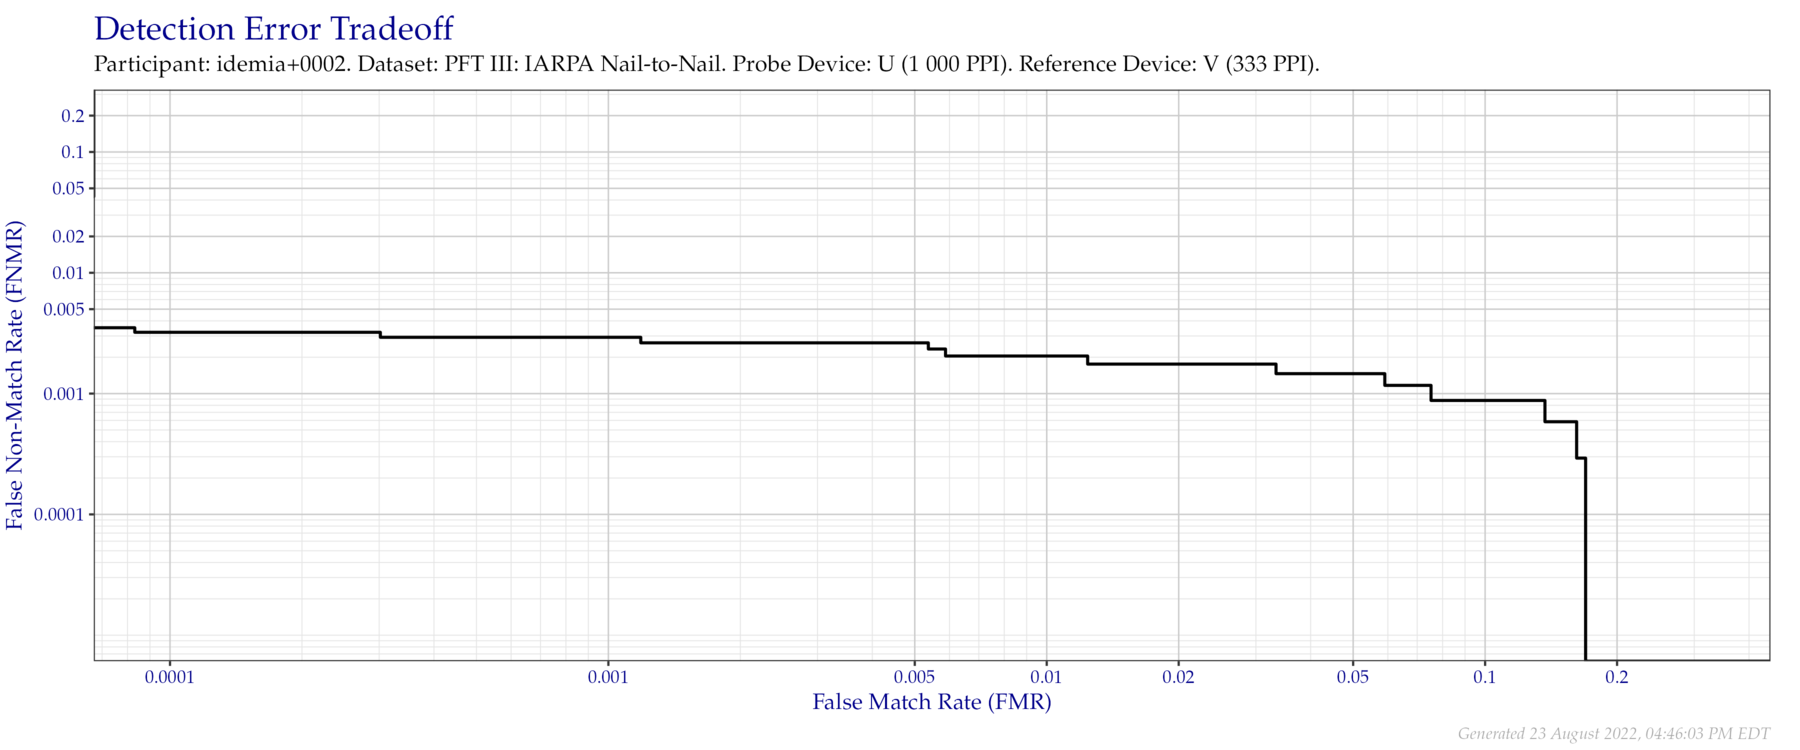 Detection Error Tradeoff
Participant: idemia+0002. Dataset: PFT III: IARPA Nail-to-Nail. Probe Device: U (1 000 PPI). Reference Device: V (333 PPI).
False Non-Match Rate (FNMR)
0.2
0.1
0.05
0.02
0.01
0.005
0.001
0.0001
0.0001 0.001 0.005 0.01 0.02 0.05 0.1 0.2
False Match Rate (FMR)
Generated 23 August 2022, 04:46:03 PM EDT